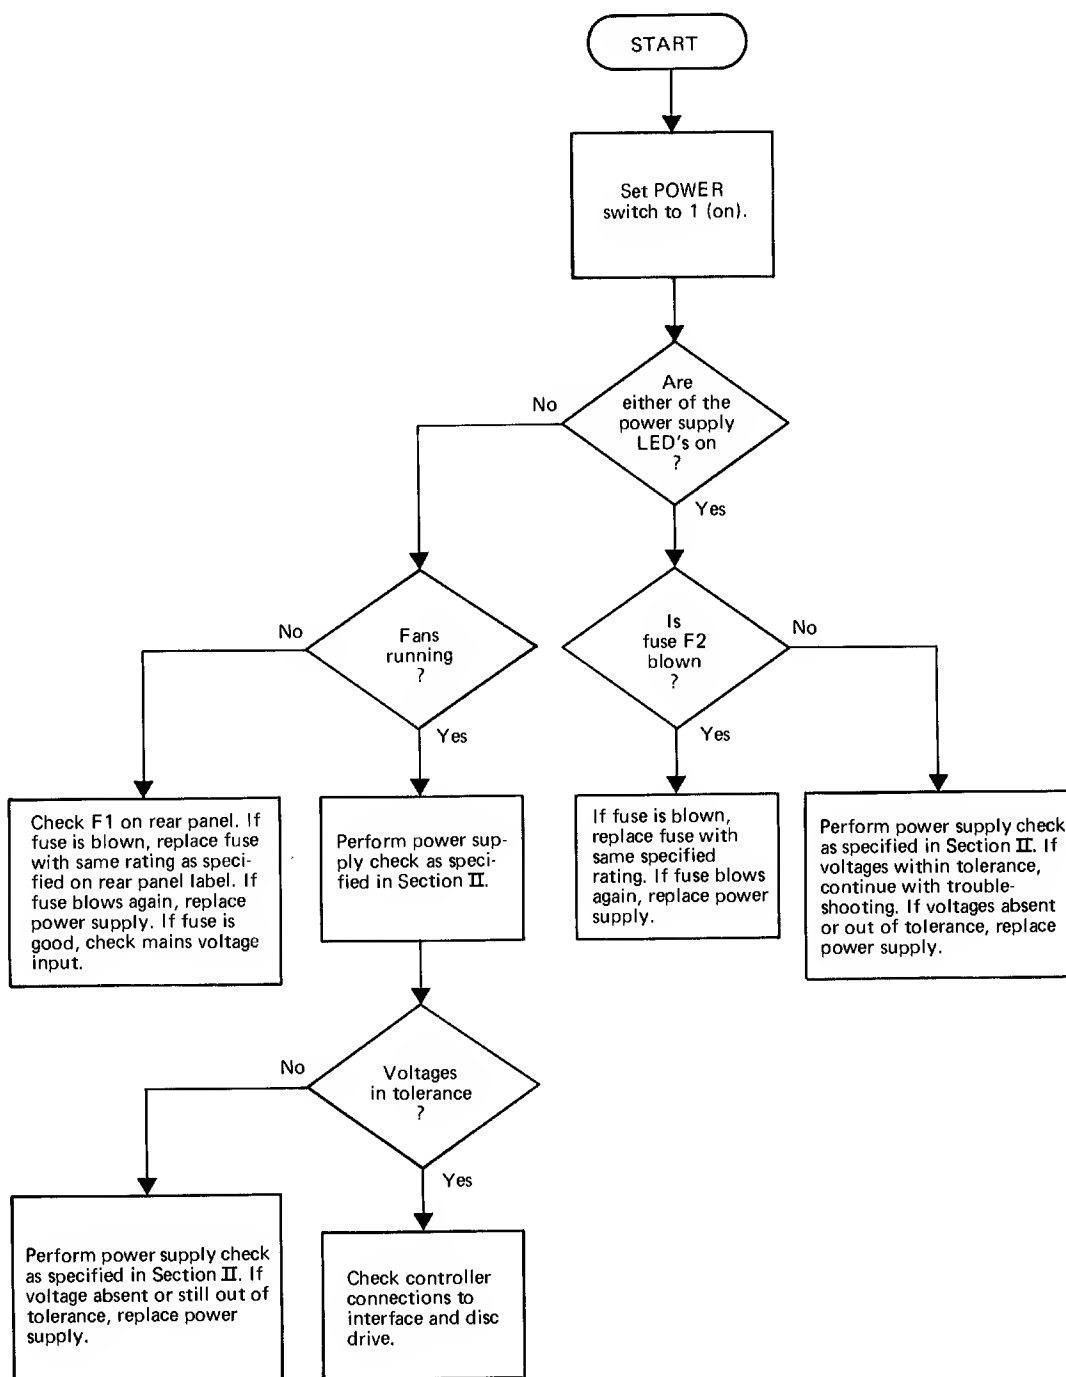 START
Set POWER
switch to 1 (on).
Are
either of the
power supply
LED's on
?
No
Yes
Fans
running
?
No
Yes
Is
fuse F2
blown
?
No
Yes
Check F1 on rear panel. If
fuse is blown, replace fuse
with same rating as speci-
fied on rear panel label. If
fuse blows again, replace
power supply. If fuse is
good, check mains voltage
input.
Perform power sup-
ply check as speci-
fied in Section II.
If fuse is blown,
replace fuse with
same specified
rating. If fuse blows
again, replace power
supply.
Perform power supply check
as specified in Section II. If
voltages within tolerance,
continue with trouble-
shooting. If voltages absent
or out of tolerance, replace
power supply.
Voltages
in tolerance
?
No
Yes
Perform power supply check
as specified in Section II. If
voltage absent or still out of
tolerance, replace power
supply.
Check controller
connections to
interface and disc
drive.